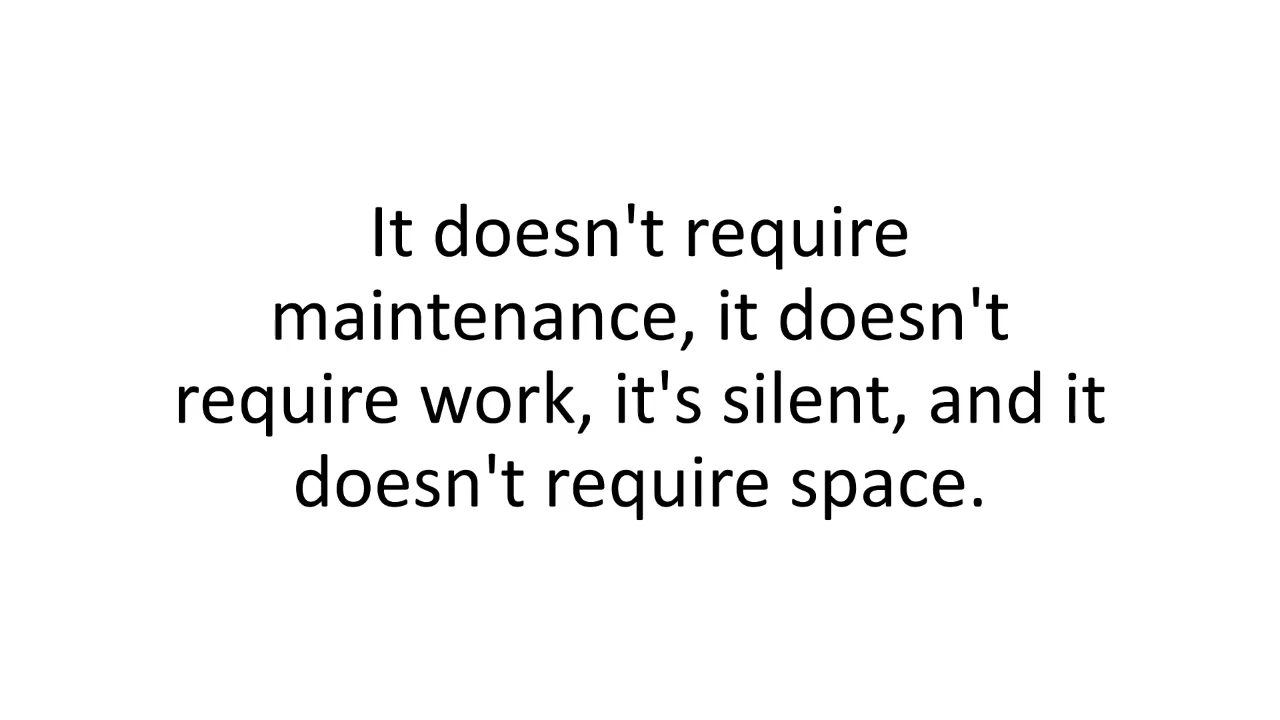 It doesn't require
maintenance, it doesn't
require work, it's silent, and it
doesn't require space.